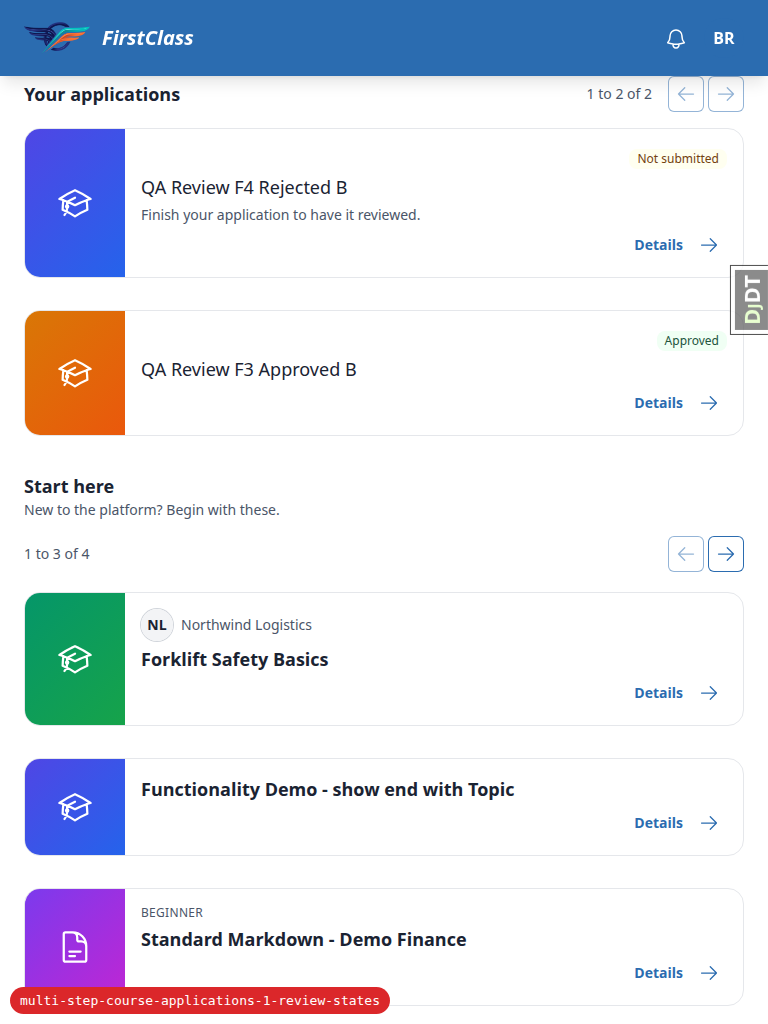 FirstClass
BR
Your applications
1 to 2 of 2
Not submitted
QA Review F4 Rejected B
Finish your application to have it reviewed.
Details
DjDT
Approved
QA Review F3 Approved B
Details
Start here
New to the platform? Begin with these.
1 to 3 of 4
NL Northwind Logistics
Forklift Safety Basics
Details
Functionality Demo - show end with Topic
Details
BEGINNER
Standard Markdown - Demo Finance
Details
multi-step-course-applications-1-review-states